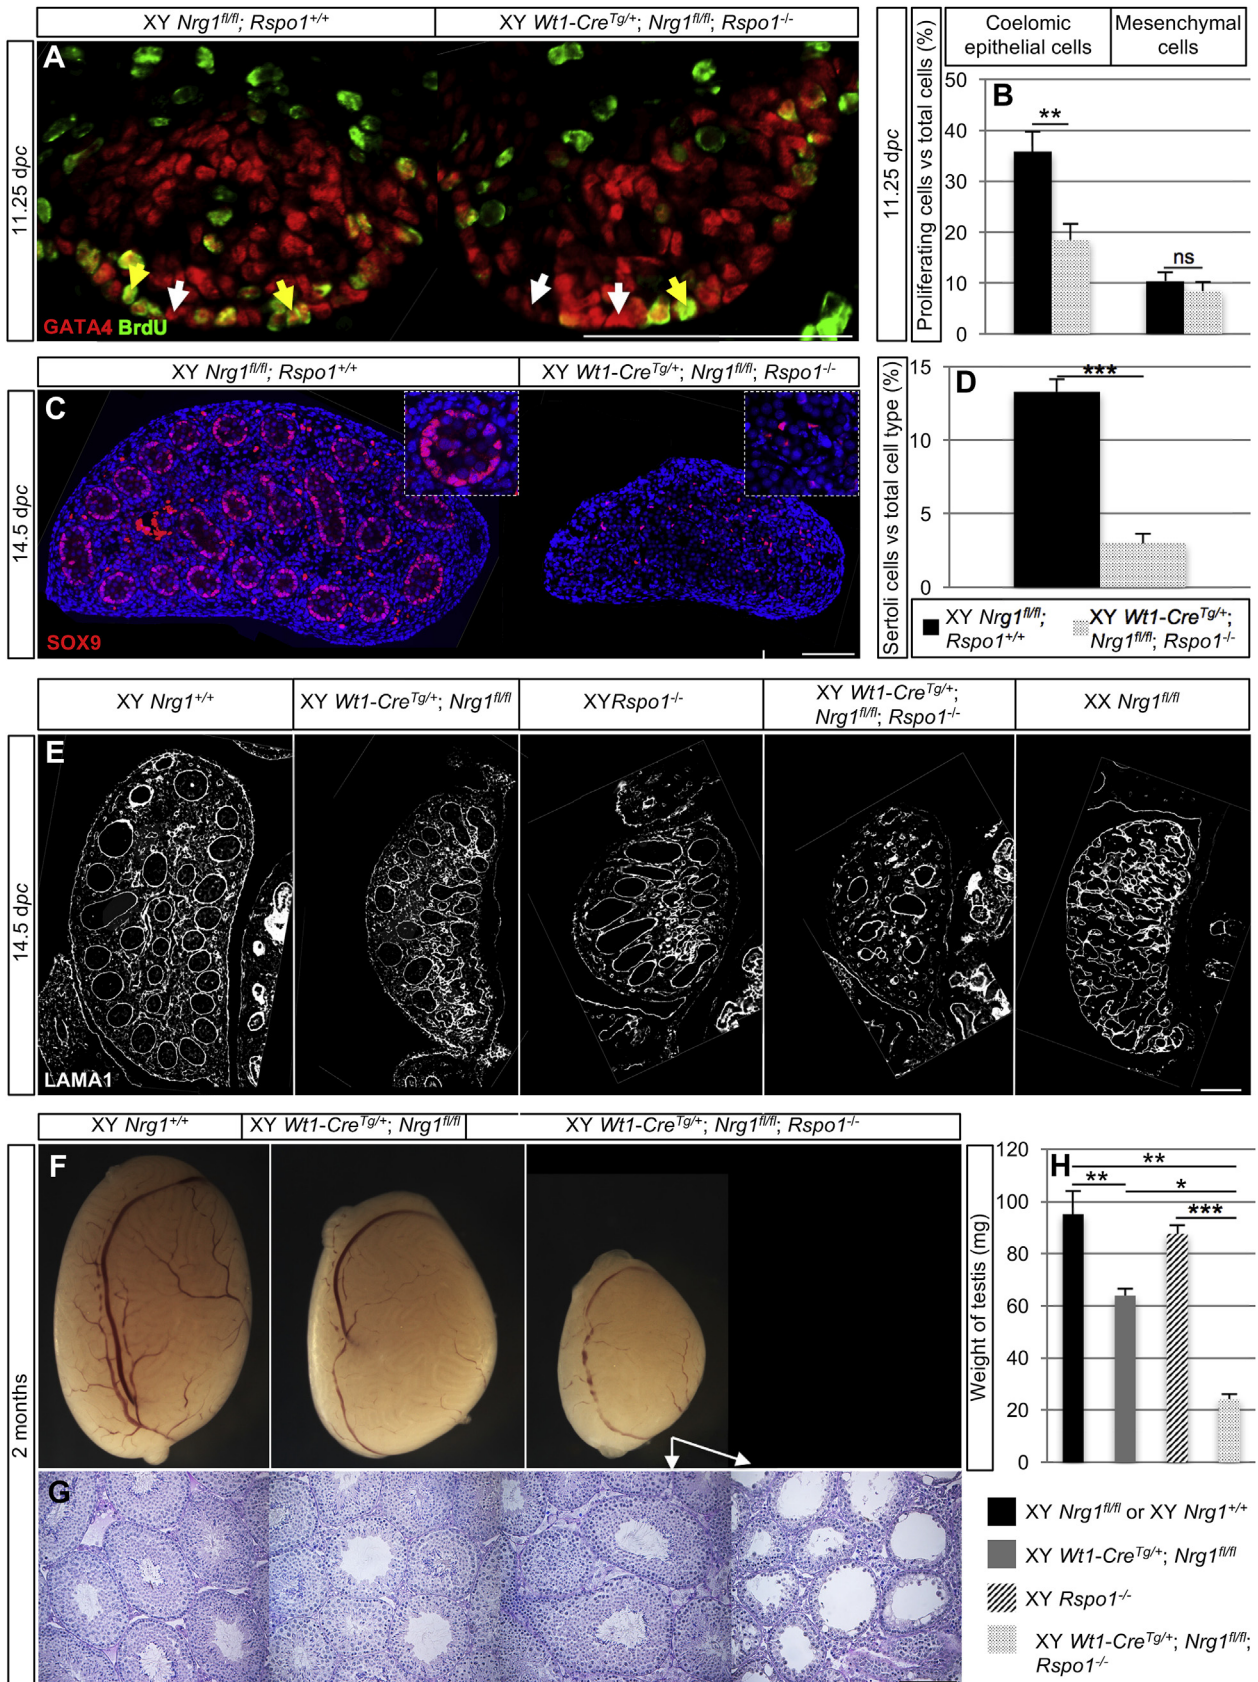 XY Nrg1fl/fl; Rspo1+/+
XY Wt1-CreTg/+; Nrg1fl/fl; Rspo1-/-
11.25 dpc
A
GATA4 BrdU
11.25 dpc
Coelomic
epithelial cells
Mesenchymal
cells
Proliferating cells vs total cells (%)
B
50
40
30
20
10
0
**
ns
XY Nrg1fl/fl; Rspo1+/+
XY Wt1-CreTg/+; Nrg1fl/fl; Rspo1-/-
14.5 dpc
C
SOX9
Sertoli cells vs total cell type (%)
D
15
10
5
0
***
XY Nrg1fl/fl;
Rspo1+/+
XY Wt1-CreTg/+;
Nrg1fl/fl; Rspo1-/-
XY Nrg1+/+
XY Wt1-CreTg/+; Nrg1fl/fl
XYRspo1-/-
XY Wt1-CreTg/+;
Nrg1fl/fl; Rspo1-/-
XX Nrg1fl/fl
14.5 dpc
E
LAMA1
XY Nrg1+/+
XY Wt1-CreTg/+; Nrg1fl/fl
XY Wt1-CreTg/+; Nrg1fl/fl; Rspo1-/-
2 months
F
G
Weight of testis (mg)
H
120
100
80
60
40
20
0
**
**
*
***
XY Nrg1fl/fl or XY Nrg1+/+
XY Wt1-CreTg/+; Nrg1fl/fl
XY Rspo1-/-
XY Wt1-CreTg/+; Nrg1fl/fl;
Rspo1-/-